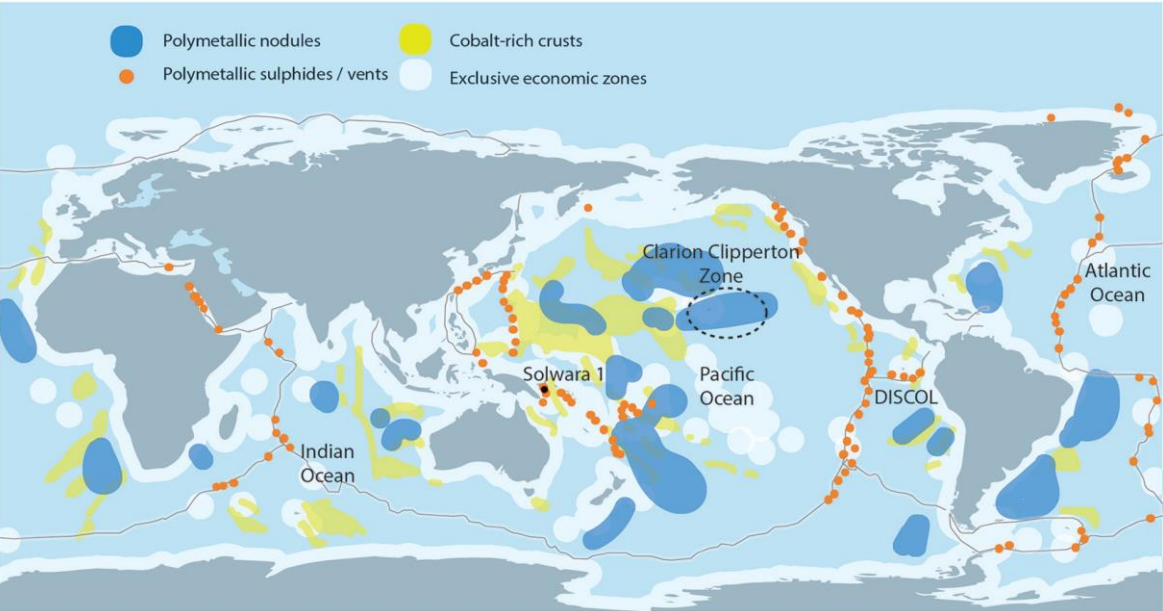 Polymetallic nodules
Cobalt-rich crusts
Polymetallic sulphides / vents
Exclusive economic zones
Clarion Clipperton
Zone
Atlantic
Ocean
Solwara 1
Pacific
Ocean
DISCOL
Indian
Ocean